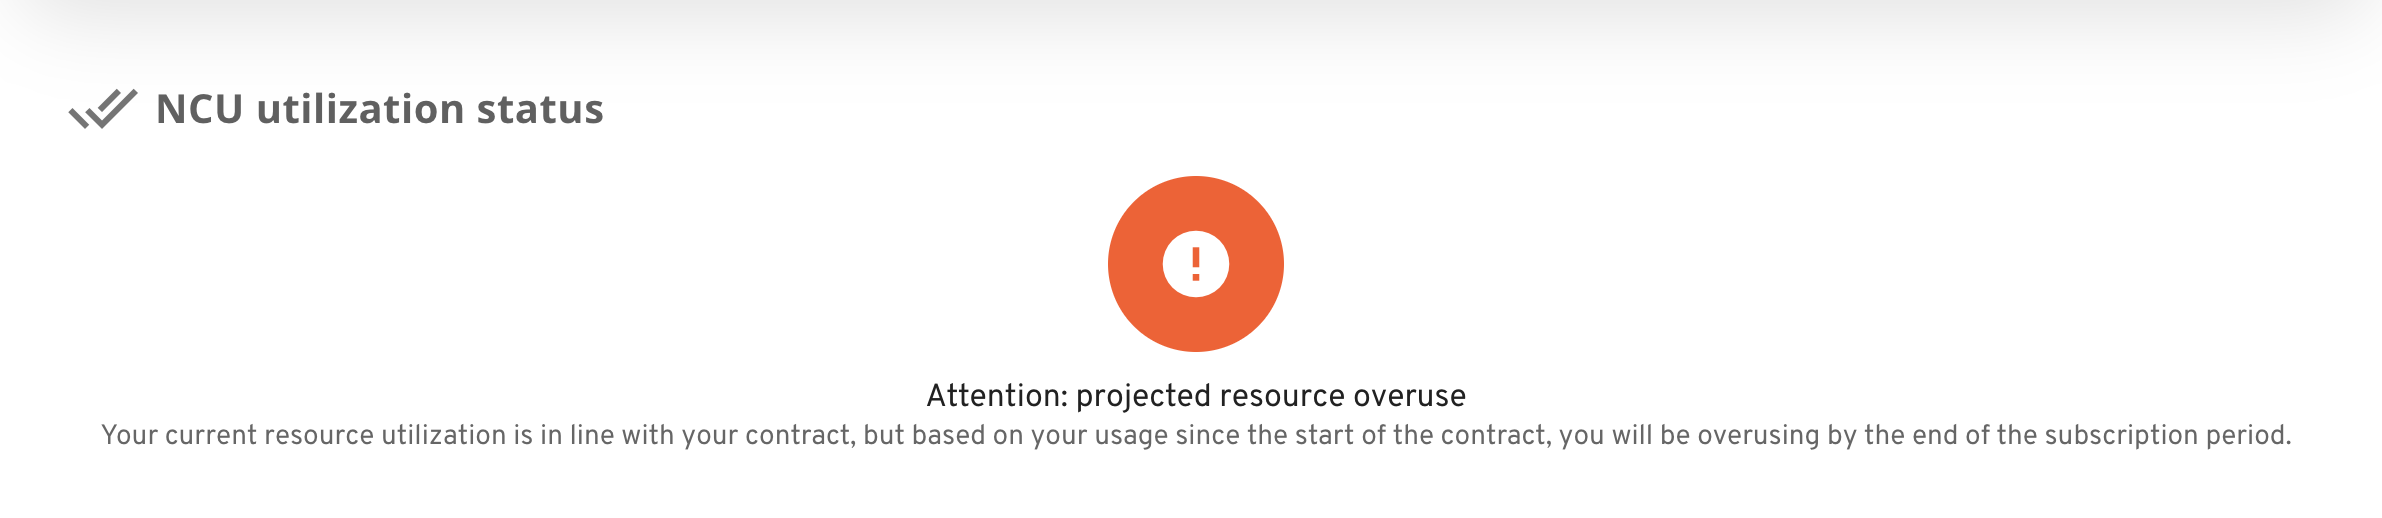 NCU utilization status
Attention: projected resource overuse
Your current resource utilization is in line with your contract, but based on your usage since the start of the contract, you will be overusing by the end of the subscription period.